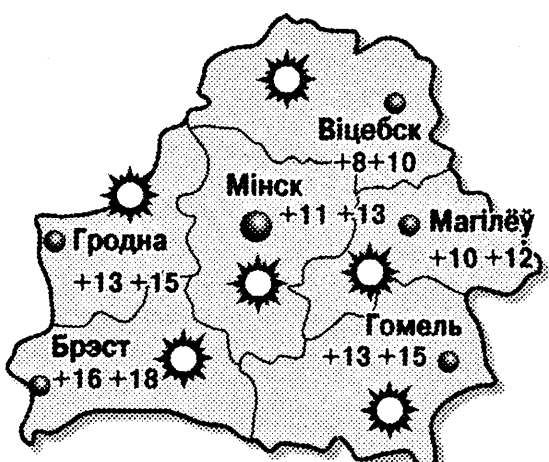 Віцебск
+8+10
Мінск
+11 +13
Магілёў
+10 +12
Гродна
+13 +15
Гомель
+13 +15
Брэст
+16 +18